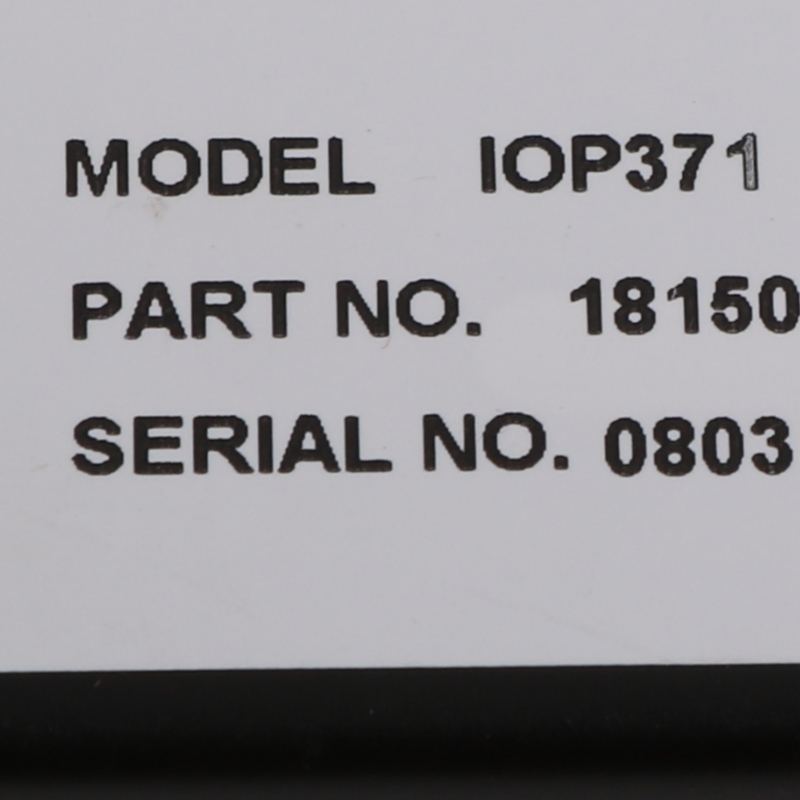 MODEL IOP371
PART NO. 18150
SERIAL NO. 0803